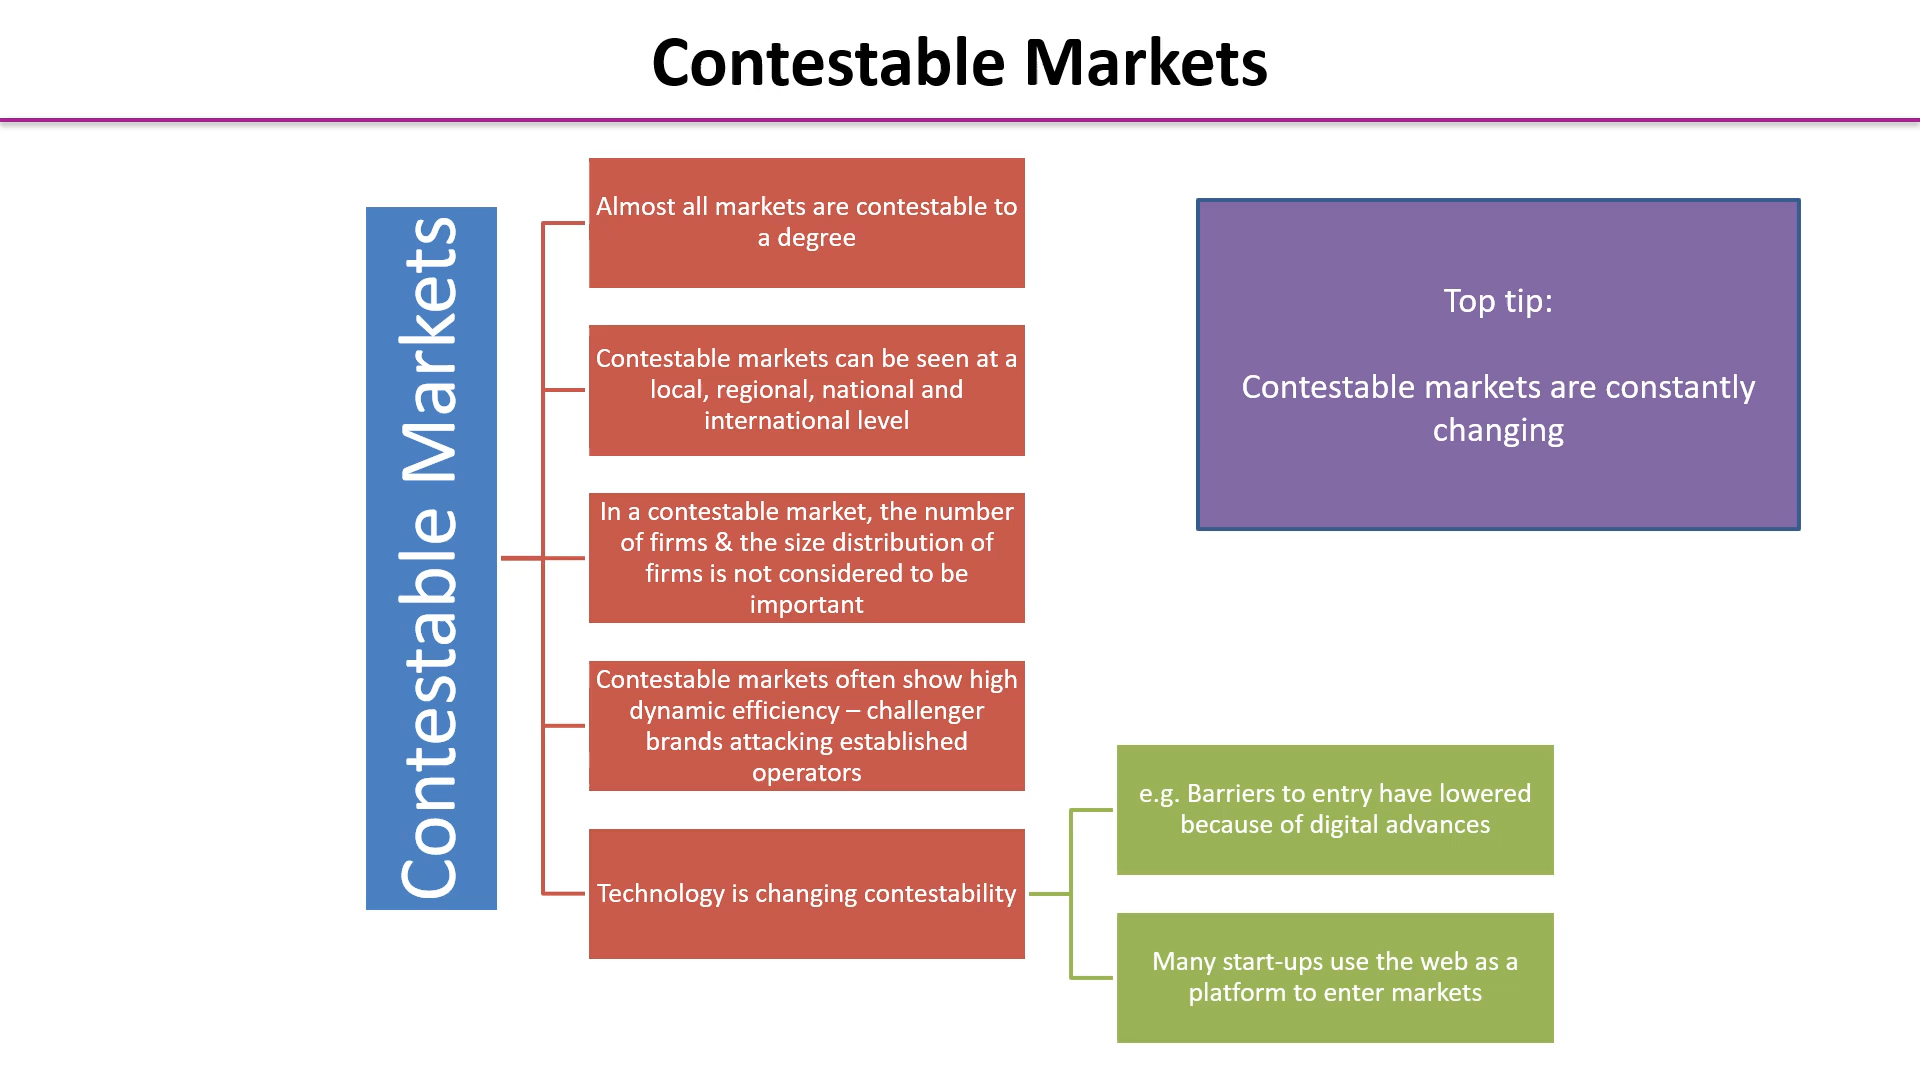 Contestable Markets
Contestable Markets
Almost all markets are contestable to
a degree
Contestable markets can be seen at a
local, regional, national and
international level
In a contestable market, the number
of firms & the size distribution of
firms is not considered to be
important
Contestable markets often show high
dynamic efficiency – challenger
brands attacking established
operators
Technology is changing contestability
e.g. Barriers to entry have lowered
because of digital advances
Many start-ups use the web as a
platform to enter markets
Top tip:
Contestable markets are constantly
changing